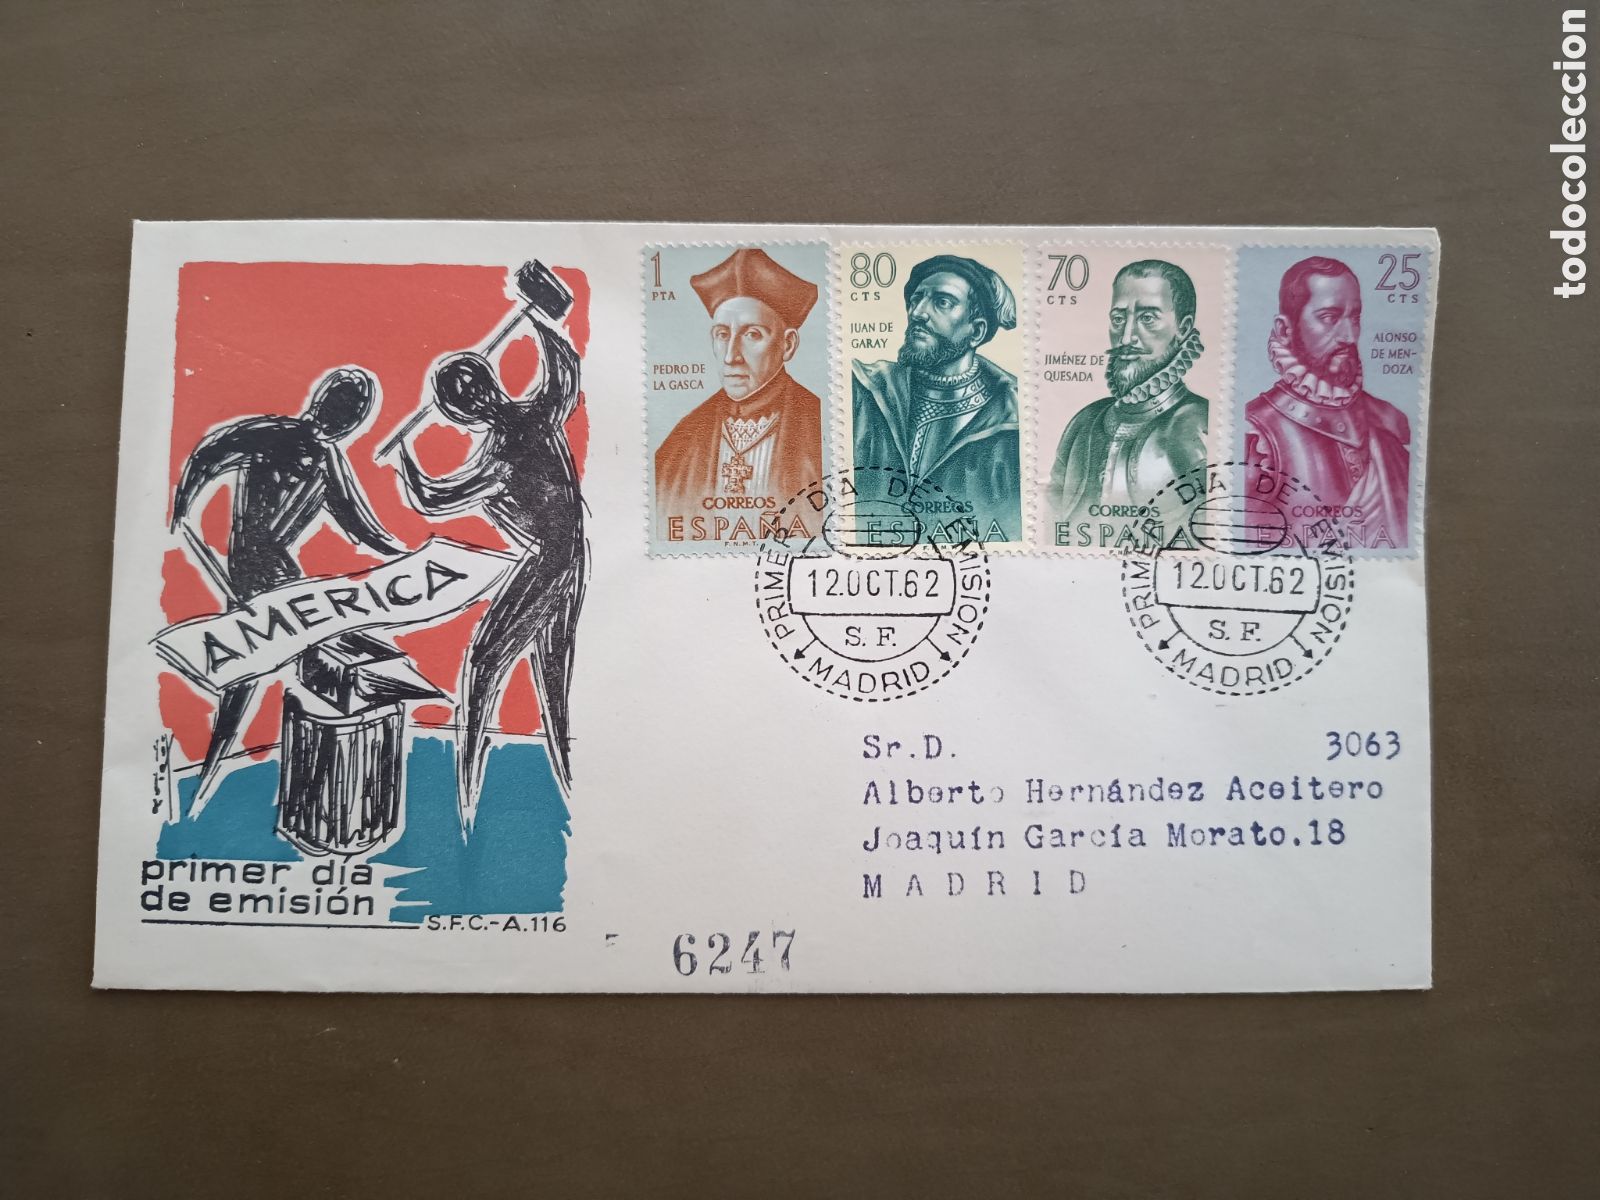 todocoleccion
1
PTA
PEDRO DE
LA GASCA
CORREOS
ESPAÑA
F.N.M.T.
80
CTS
JUAN DE
GARAY
CORREOS
ESPAÑA
70
CTS
JIMÉNEZ DE
QUESADA
CORREOS
ESPAÑA
25
CTS
ALONSO
DE MEN-
DOZA
CORREOS
ESPAÑA
PRIMER DIA DE EMISION
12.OCT.62
S. F.
MADRID
PRIMER DIA DE EMISION
12.OCT.62
S. F.
MADRID
AMERICA
primer día
de emisión
S.F.C.-A.116
Sr.D. 3063
Alberto Hernández Aceitero
Joaquín García Morato.18
MADRID
6247